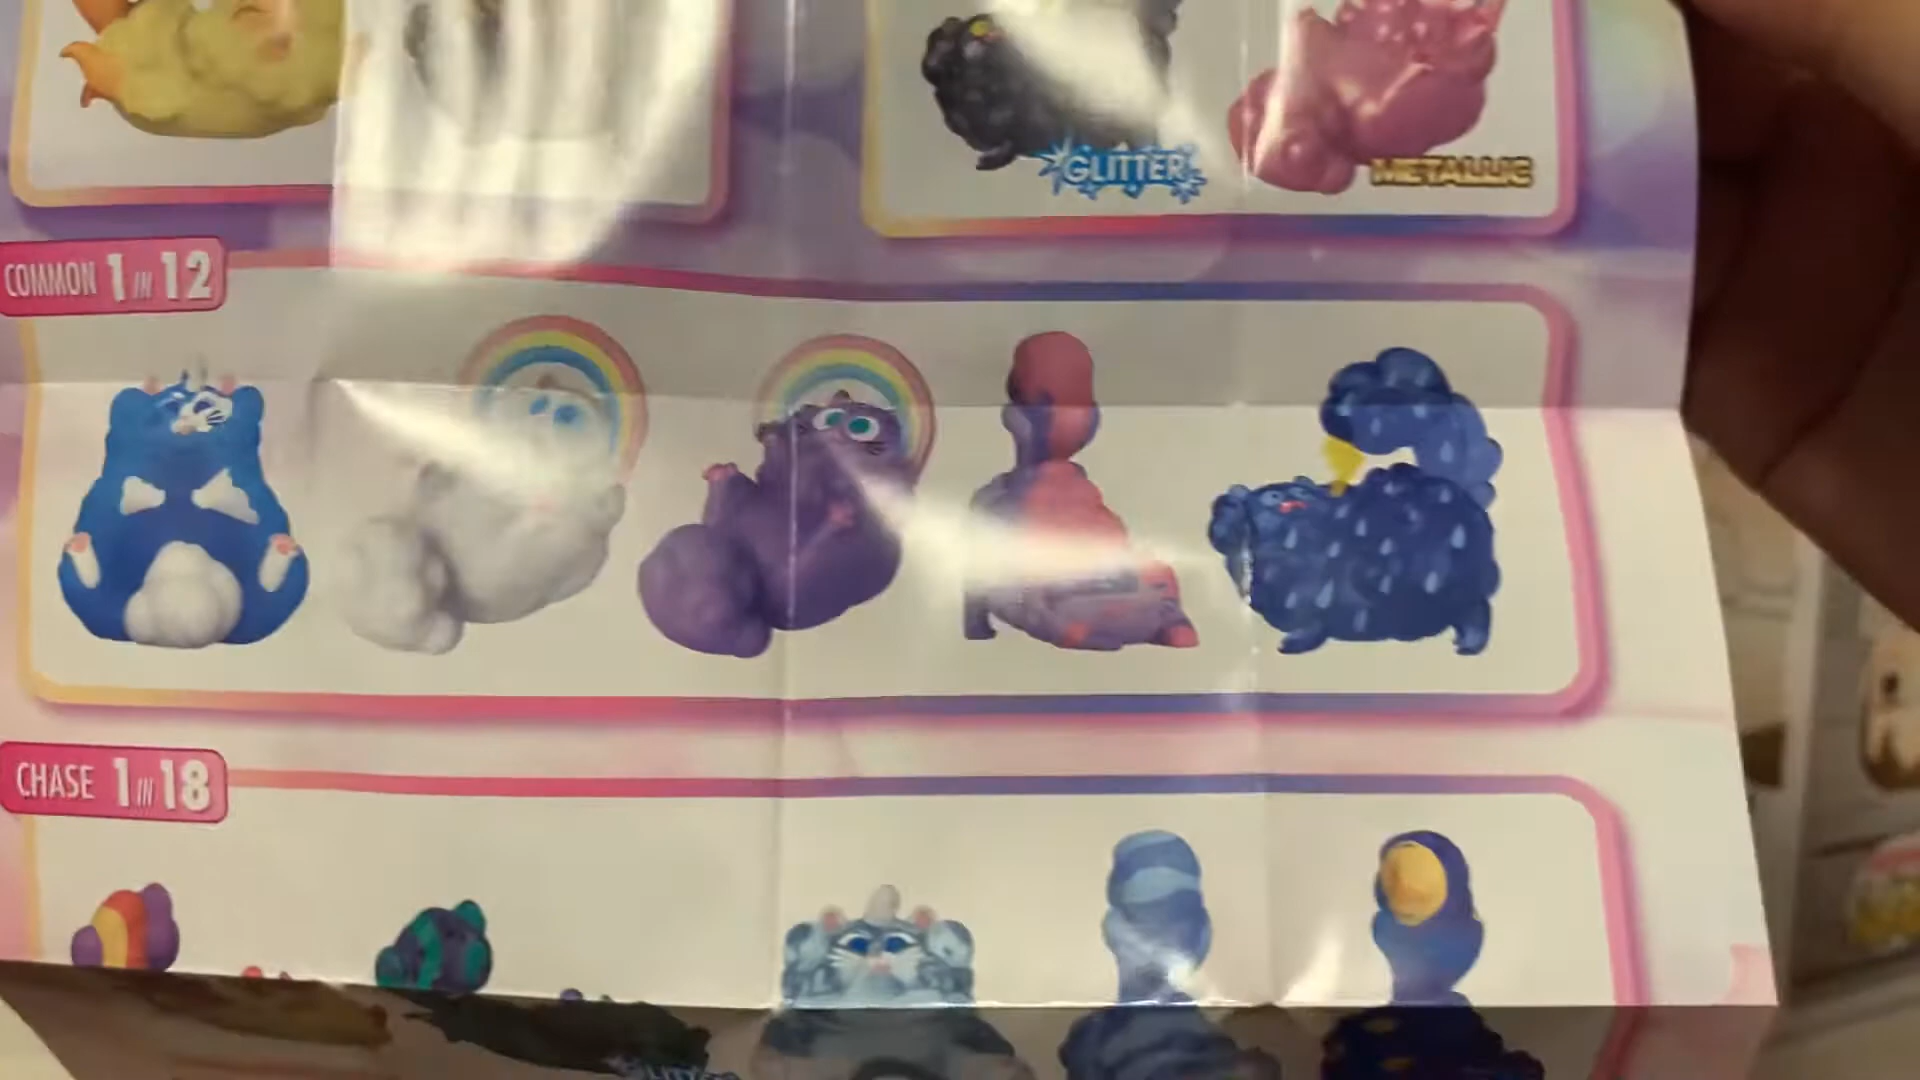 GLITTER
METALLIC
COMMON 1 IN 12
CHASE 1 IN 18